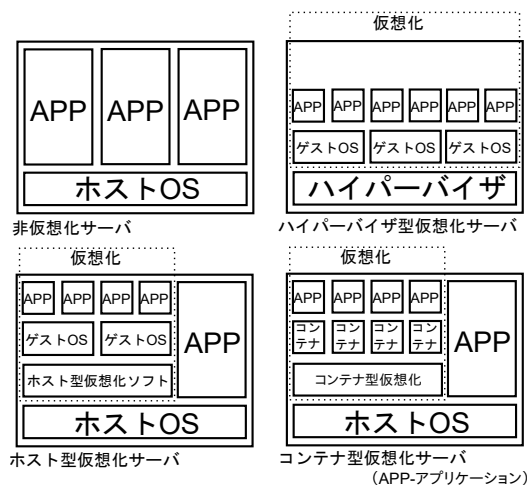 APP APP APP
ホストOS
非仮想化サーバ
仮想化
APP APP APP APP APP APP
ゲストOS ゲストOS ゲストOS
ハイパーバイザ
ハイパーバイザ型仮想化サーバ
仮想化
APP APP APP APP
ゲストOS ゲストOS
APP
ホスト型仮想化ソフト
ホストOS
ホスト型仮想化サーバ
仮想化
APP APP APP APP
コン コン コン コン
テナ テナ テナ テナ
APP
コンテナ型仮想化
ホストOS
コンテナ型仮想化サーバ
(APP-アプリケーション)